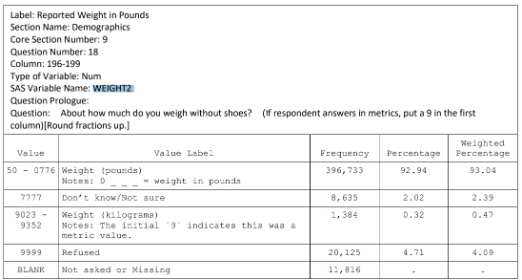 Label: Reported Weight in Pounds
Section Name: Demographics
Core Section Number: 9
Question Number: 18
Column: 196-199
Type of Variable: Num
SAS Variable Name: WEIGHT2
Question Prologue:
Question: About how much do you weigh without shoes? (If respondent answers in metrics, put a 9 in the first
column)[Round fractions up.]
Value Value Label Frequency Percentage Weighted Percentage
50 - 0776 Weight (pounds) 396,733 92.94 93.04
Notes: 0 _ _ _ = weight in pounds
7777 Don't know/Not sure 8,635 2.02 2.39
9023 - Weight (kilograms) 1,384 0.32 0.47
9352 Notes: The initial ´9´ indicates this was a
metric value.
9999 Refused 20,125 4.71 4.09
BLANK Not asked or Missing 11,816 . .